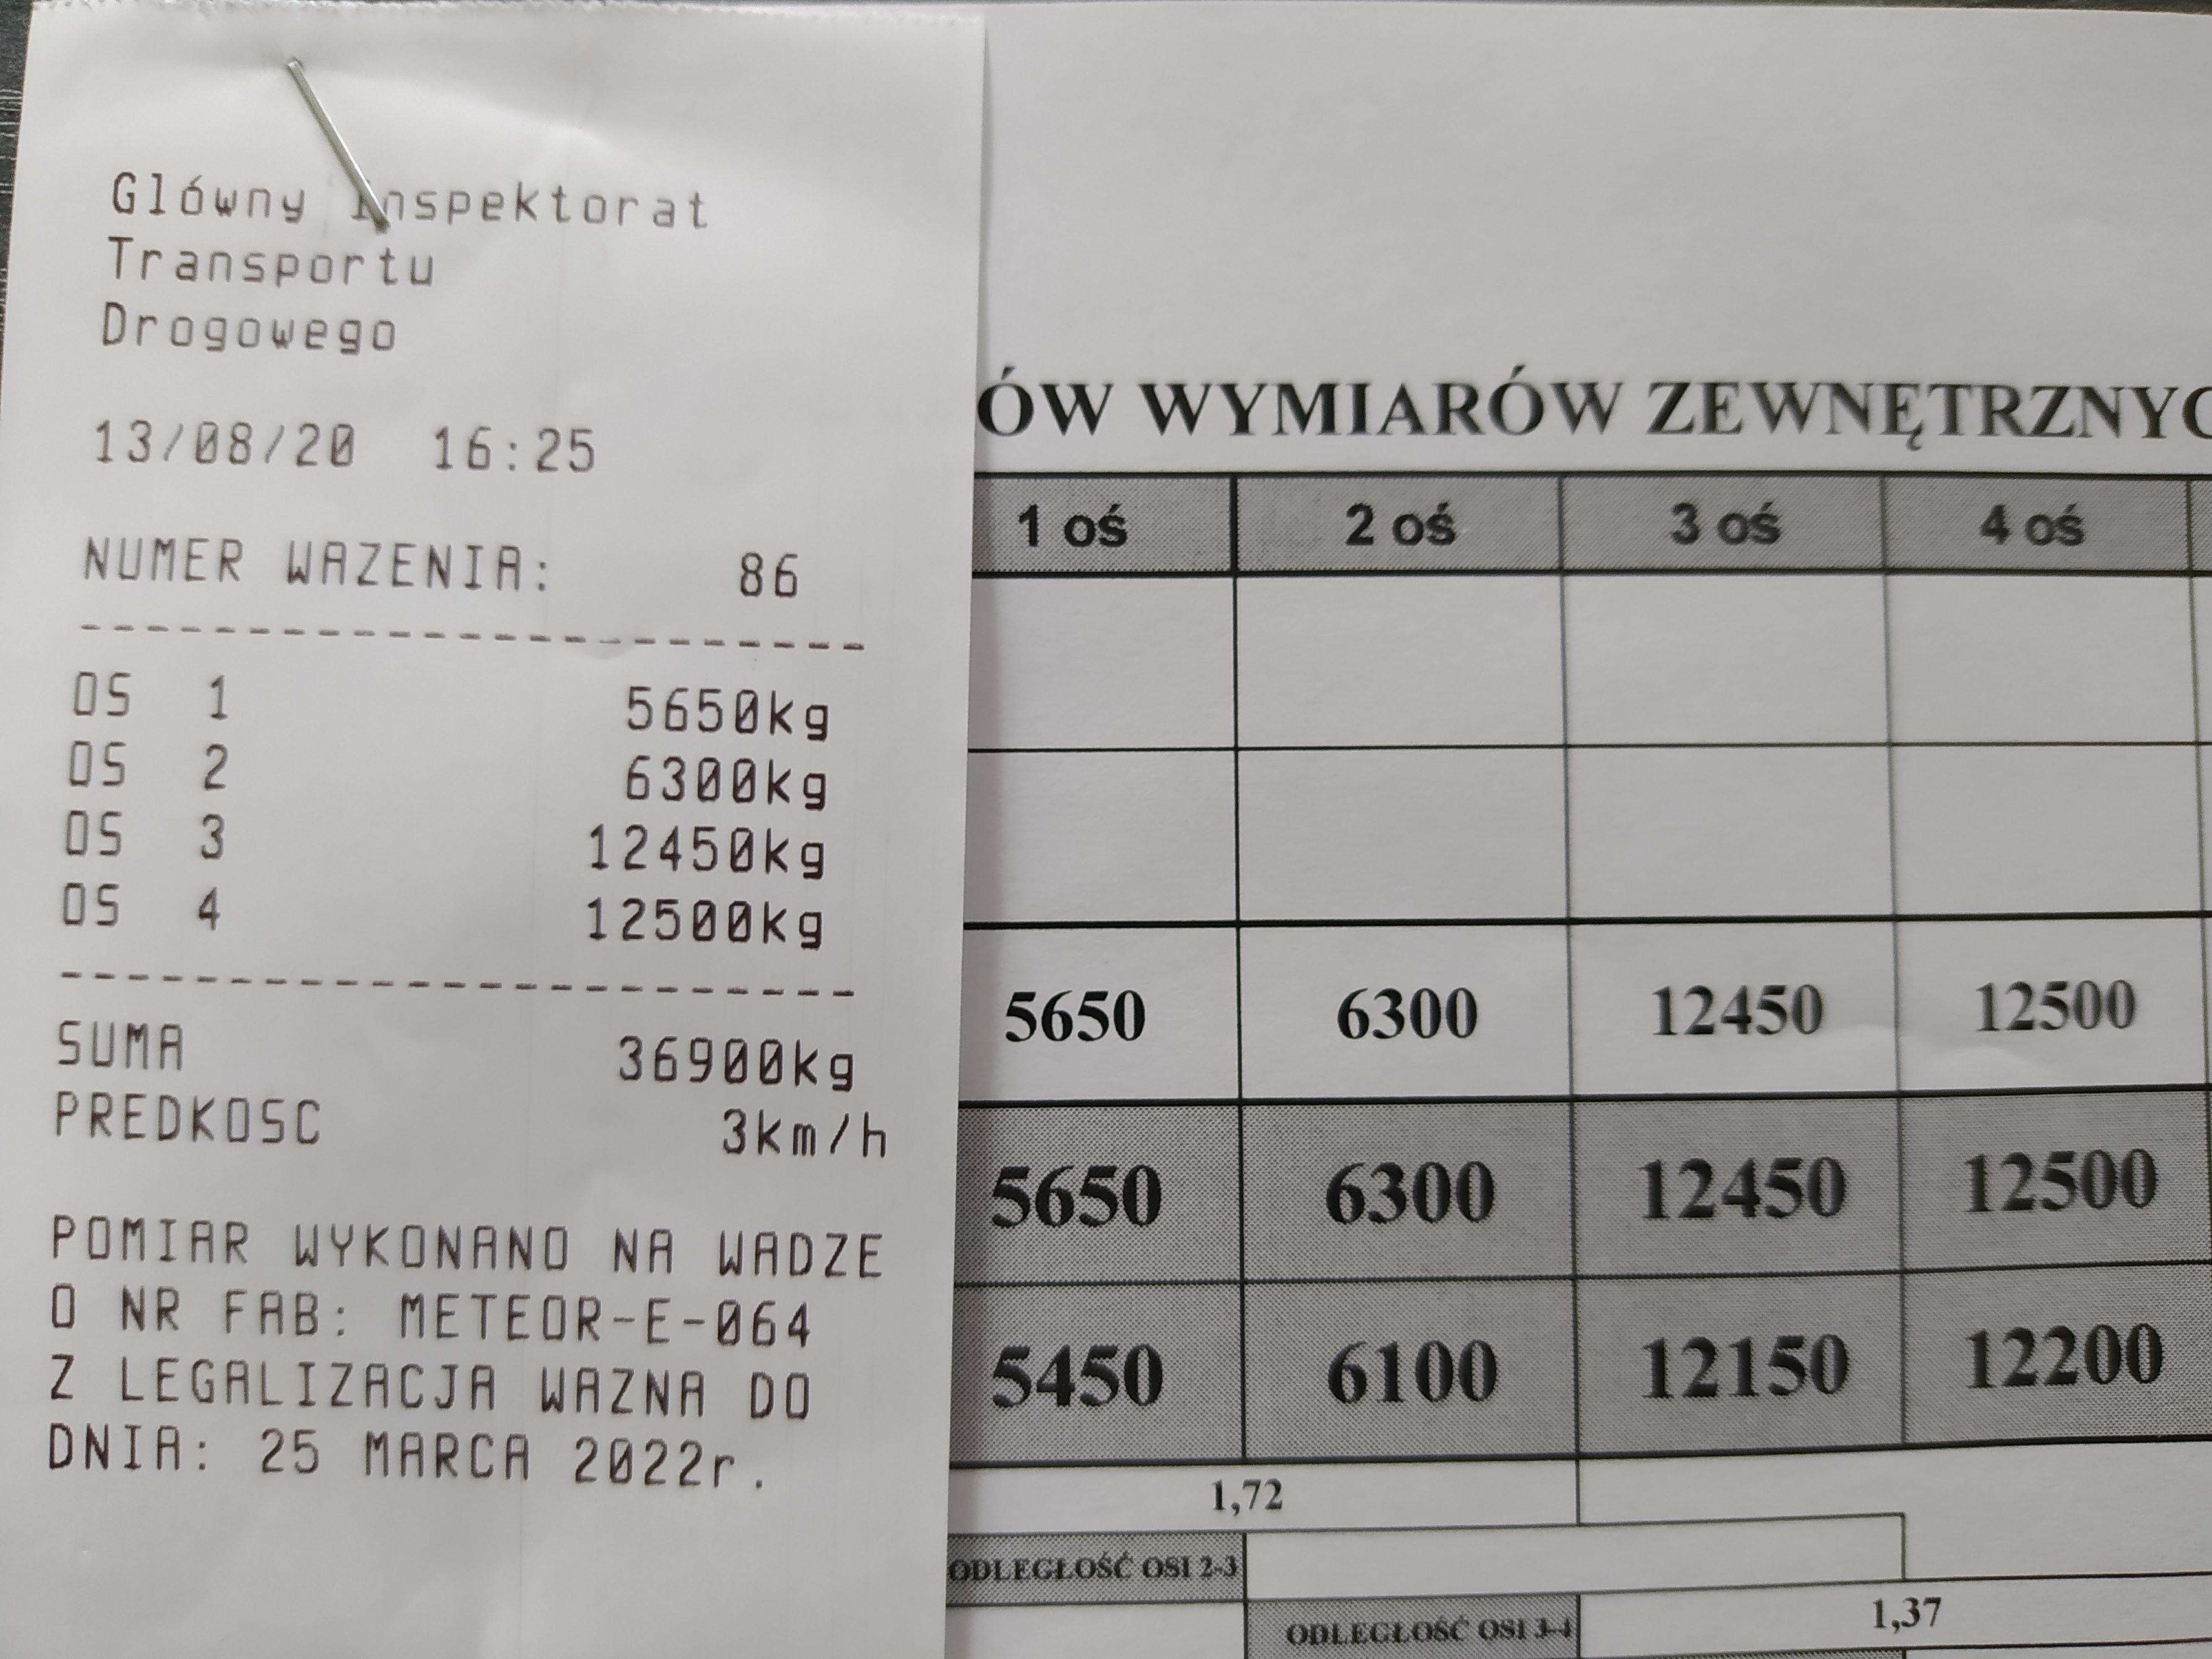 Glówny Inspektorat
Transportu
Drogowego
13/08/20 16:25
NUMER WAZENIA: 86
------------------------
OS 1 5650kg
OS 2 6300kg
OS 3 12450kg
OS 4 12500kg
------------------------
SUMA 36900kg
PREDKOSC 3km/h
POMIAR WYKONANO NA WADZE
O NR FAB: METEOR-E-064
Z LEGALIZACJA WAZNA DO
DNIA: 25 MARCA 2022r.
ÓW WYMIARÓW ZEWNĘTRZNYC
1 oś 2 oś 3 oś 4 oś
5650 6300 12450 12500
5650 6300 12450 12500
5450 6100 12150 12200
1,72
ODLEGŁOŚĆ OSI 2-3
ODLEGŁOŚĆ OSI 3-4 1,37